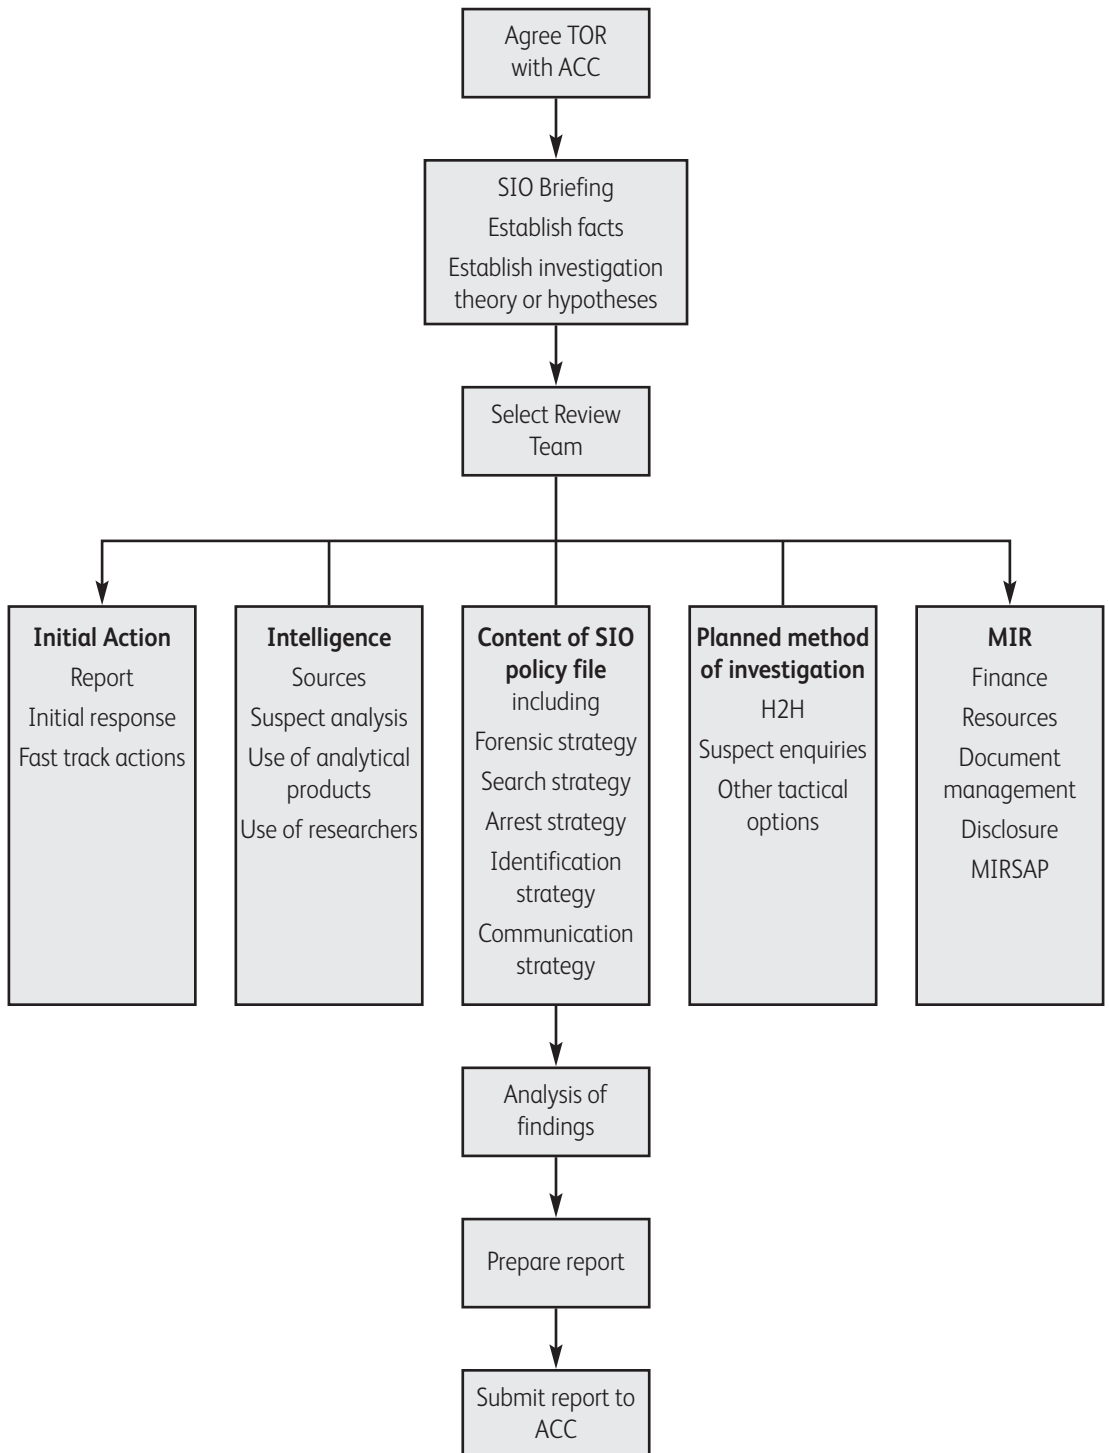 Agree TOR
with ACC
SIO Briefing
Establish facts
Establish investigation
theory or hypotheses
Select Review
Team
Initial Action
Report
Initial response
Fast track actions
Intelligence
Sources
Suspect analysis
Use of analytical
products
Use of researchers
Content of SIO
policy file
including
Forensic strategy
Search strategy
Arrest strategy
Identification
strategy
Communication
strategy
Planned method
of investigation
H2H
Suspect enquiries
Other tactical
options
MIR
Finance
Resources
Document
management
Disclosure
MIRSAP
Analysis of
findings
Prepare report
Submit report to
ACC